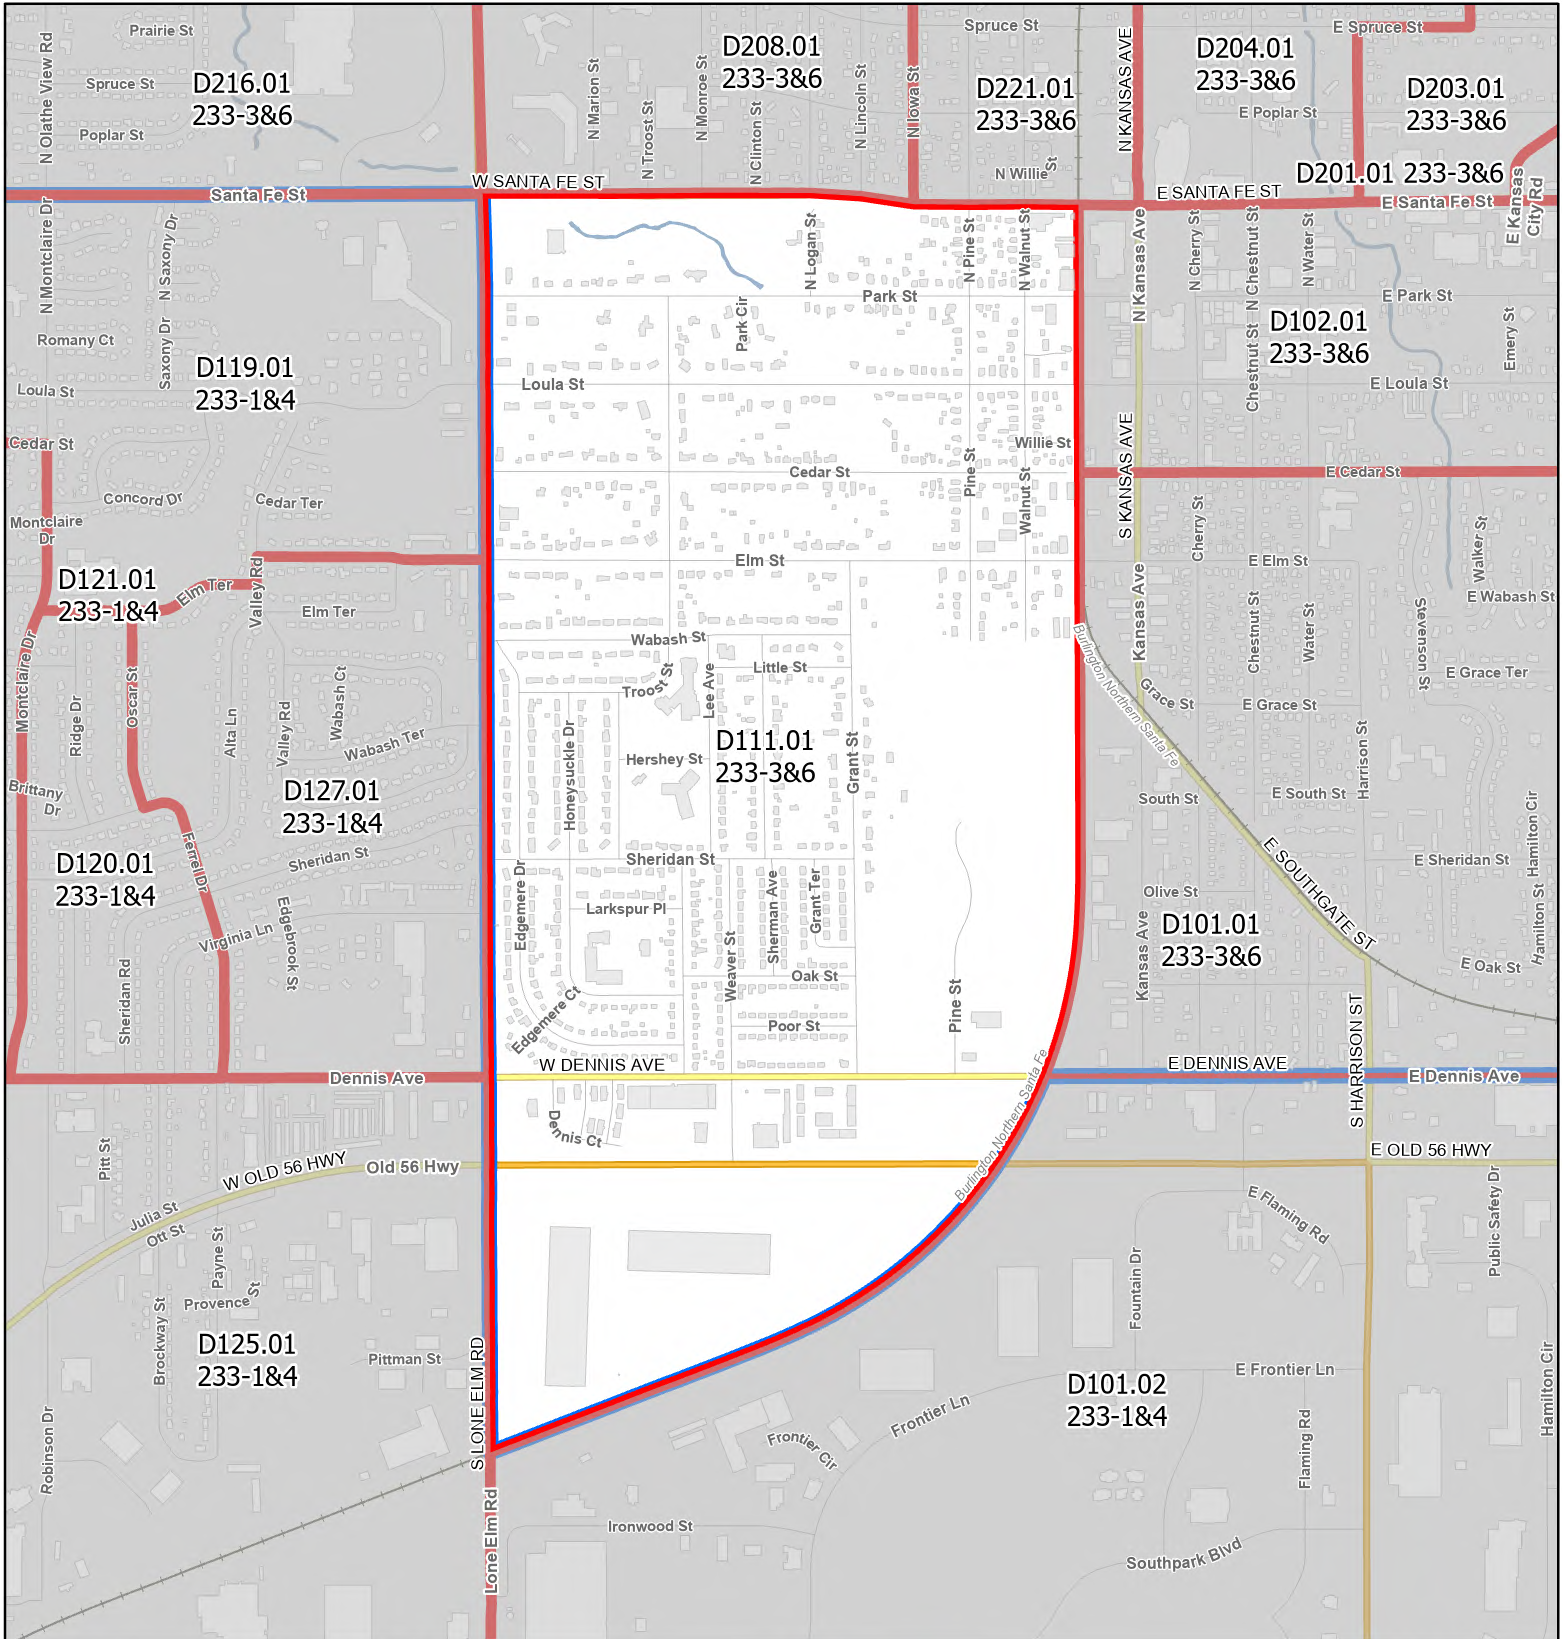 Prairie St
Spruce St
D216.01
233-3&6
Poplar St
N Olathe View Rd
N Marion St
N Troost St
N Monroe St
D208.01
233-3&6
N Clinton St
N Lincoln St
N Iowa St
Spruce St
D221.01
233-3&6
N Willie St
N KANSAS AVE
D204.01
233-3&6
E Poplar St
E Spruce St
D203.01
233-3&6
D201.01 233-3&6
Santa Fe St
W SANTA FE ST
E SANTA FE ST
E Santa Fe St
E Kansas
City Rd
N Montclaire Dr
N Saxony Dr
Saxony Dr
Romany Ct
D119.01
233-1&4
Loula St
Cedar St
Concord Dr
Cedar Ter
Montclaire
Dr
N Logan St
N Pine St
N Walnut St
Park St
Park Cir
Loula St
Willie St
Cedar St
Pine St
Walnut St
Elm St
N Kansas Ave
N Cherry St
N Chestnut St
N Water St
E Park St
D102.01
233-3&6
Chestnut St
Emery St
E Loula St
S KANSAS AVE
E Cedar St
Cherry St
E Elm St
Walker St
E Wabash St
D121.01
233-1&4
Elm Ter
Valley Rd
Elm Ter
Montclaire Dr
Oscar St
Ridge Dr
Alta Ln
Valley Rd
Wabash Ct
Wabash Ter
Brittany
Dr
D127.01
233-1&4
D120.01
233-1&4
Ferrel Dr
Sheridan St
Virginia Ln
Edgebrook St
Sheridan Rd
Wabash St
Troost St
Lee Ave
Little St
Honeysuckle Dr
Hershey St
D111.01
233-3&6
Grant St
Sheridan St
Edgemere Dr
Larkspur Pl
Sherman Ave
Grant Ter
Weaver St
Oak St
Edgemere Ct
Poor St
Pine St
Kansas Ave
Burlington Northern Santa Fe
Grace St
Chestnut St
Water St
Stevenson St
E Grace Ter
E Grace St
Harrison St
South St
E South St
Hamilton Cir
E SOUTHGATE ST
E Sheridan St
Olive St
D101.01
233-3&6
Kansas Ave
Hamilton St
E Oak St
S HARRISON ST
Dennis Ave
W DENNIS AVE
E DENNIS AVE
E Dennis Ave
Dennis Ct
Burlington Northern Santa Fe
Pitt St
W OLD 56 HWY
Old 56 Hwy
E OLD 56 HWY
Julia St
Ott St
Payne St
Provence St
Brockway St
D125.01
233-1&4
Pittman St
Robinson Dr
S LONE ELM RD
Lone Elm Rd
E Flaming Rd
Public Safety Dr
Fountain Dr
E Frontier Ln
D101.02
233-1&4
Frontier Ln
Frontier Cir
Flaming Rd
Hamilton Cir
Ironwood St
Southpark Blvd